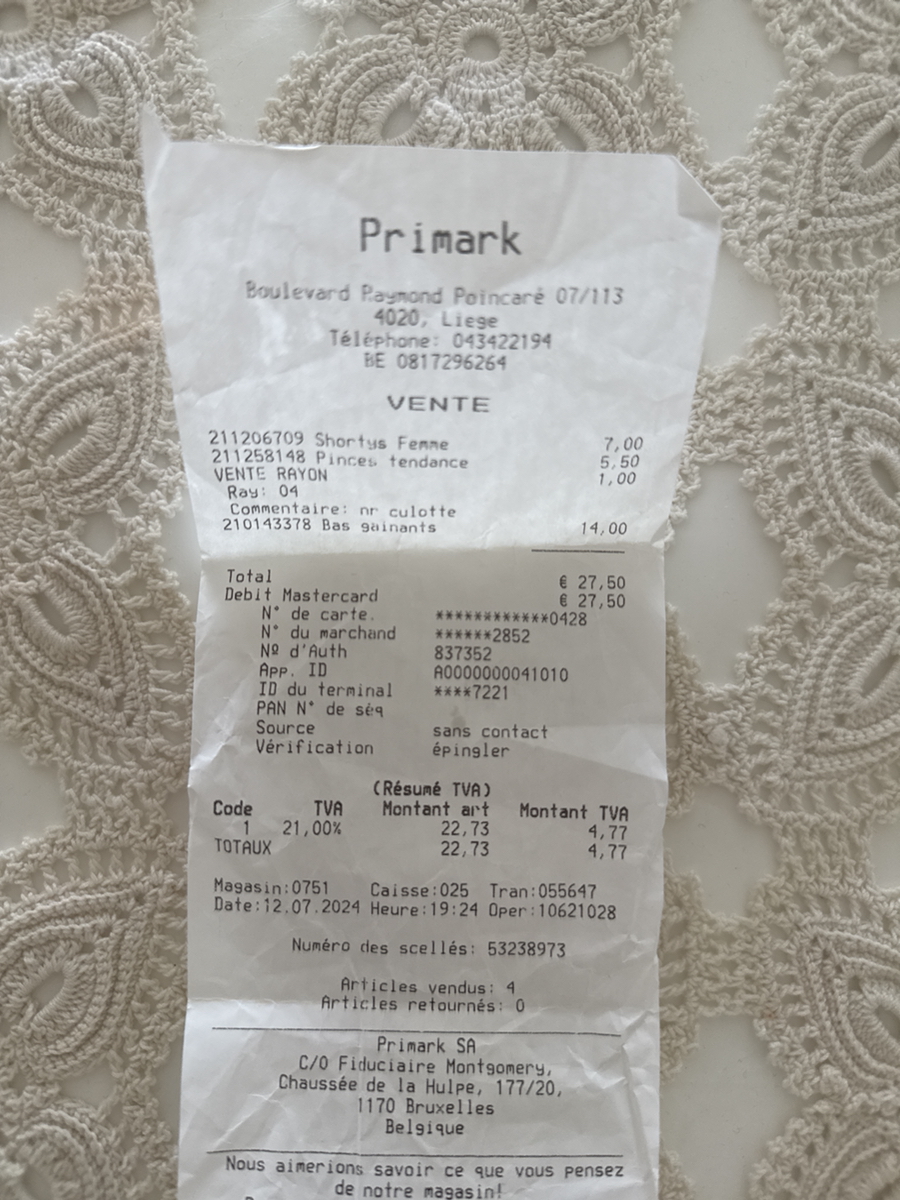 Primark
Boulevard Raymond Poincaré 07/113
4020, Liege
Téléphone: 043422194
BE 0817296264
VENTE
211206709 Shortys Femme 7,00
211258148 Pinces tendance 5,50
VENTE RAYON 1,00
Ray: 04
Commentaire: nr culotte
210143378 Bas gainants 14,00
Total € 27,50
Debit Mastercard € 27,50
N° de carte. ************0428
N° du marchand ******2852
Nº d'Auth 837352
App. ID A0000000041010
ID du terminal ****7221
PAN N° de séq
Source sans contact
Vérification épingler
(Résumé TVA)
Code TVA Montant art Montant TVA
1 21,00% 22,73 4,77
TOTAUX 22,73 4,77
Magasin:0751 Caisse:025 Tran:055647
Date:12.07.2024 Heure:19:24 Oper:10621028
Numéro des scellés: 53238973
Articles vendus: 4
Articles retournés: 0
Primark SA
C/O Fiduciaire Montgomery,
Chaussée de la Hulpe, 177/20,
1170 Bruxelles
Belgique
Nous aimerions savoir ce que vous pensez
de notre magasin!